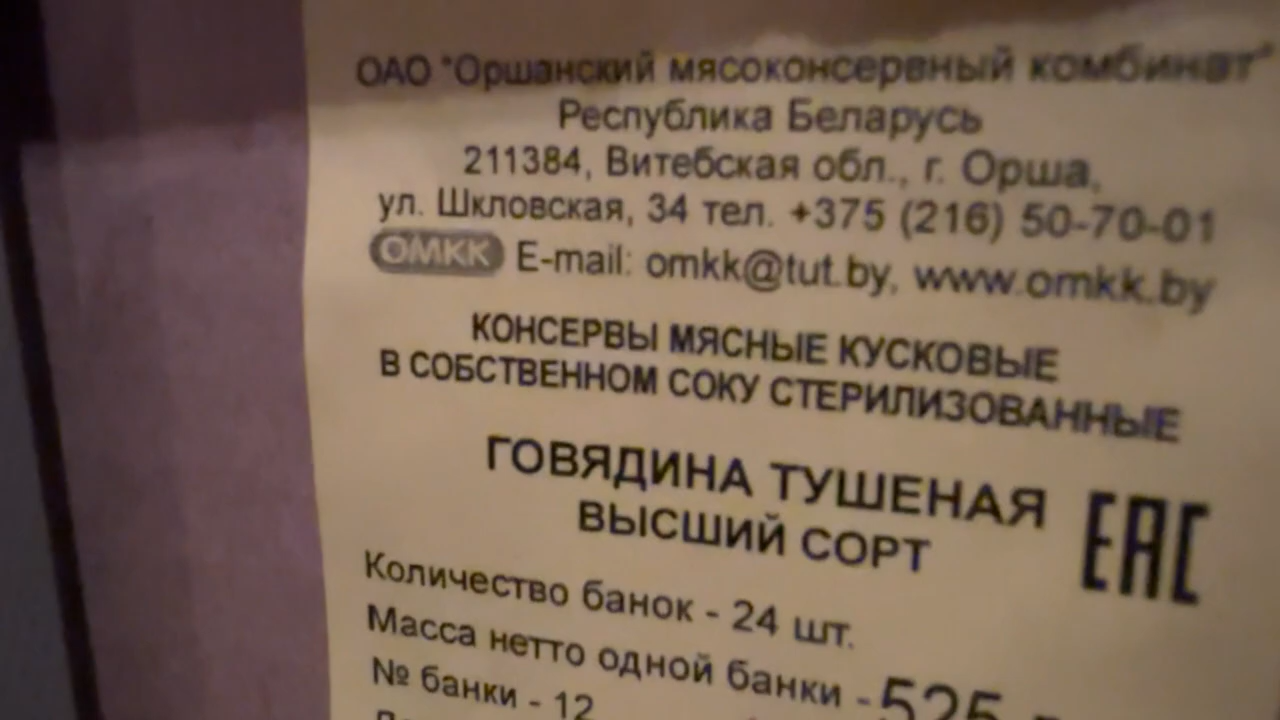 ОАО "Оршанский мясоконсервный комбинат"
Республика Беларусь
211384, Витебская обл., г. Орша,
ул. Шкловская, 34 тел. +375 (216) 50-70-01
ОМКК E-mail: omkk@tut.by, www.omkk.by
КОНСЕРВЫ МЯСНЫЕ КУСКОВЫЕ
В СОБСТВЕННОМ СОКУ СТЕРИЛИЗОВАННЫЕ
ГОВЯДИНА ТУШЕНАЯ
ВЫСШИЙ СОРТ
EAC
Количество банок - 24 шт.
Масса нетто одной банки - 525
№ банки - 12